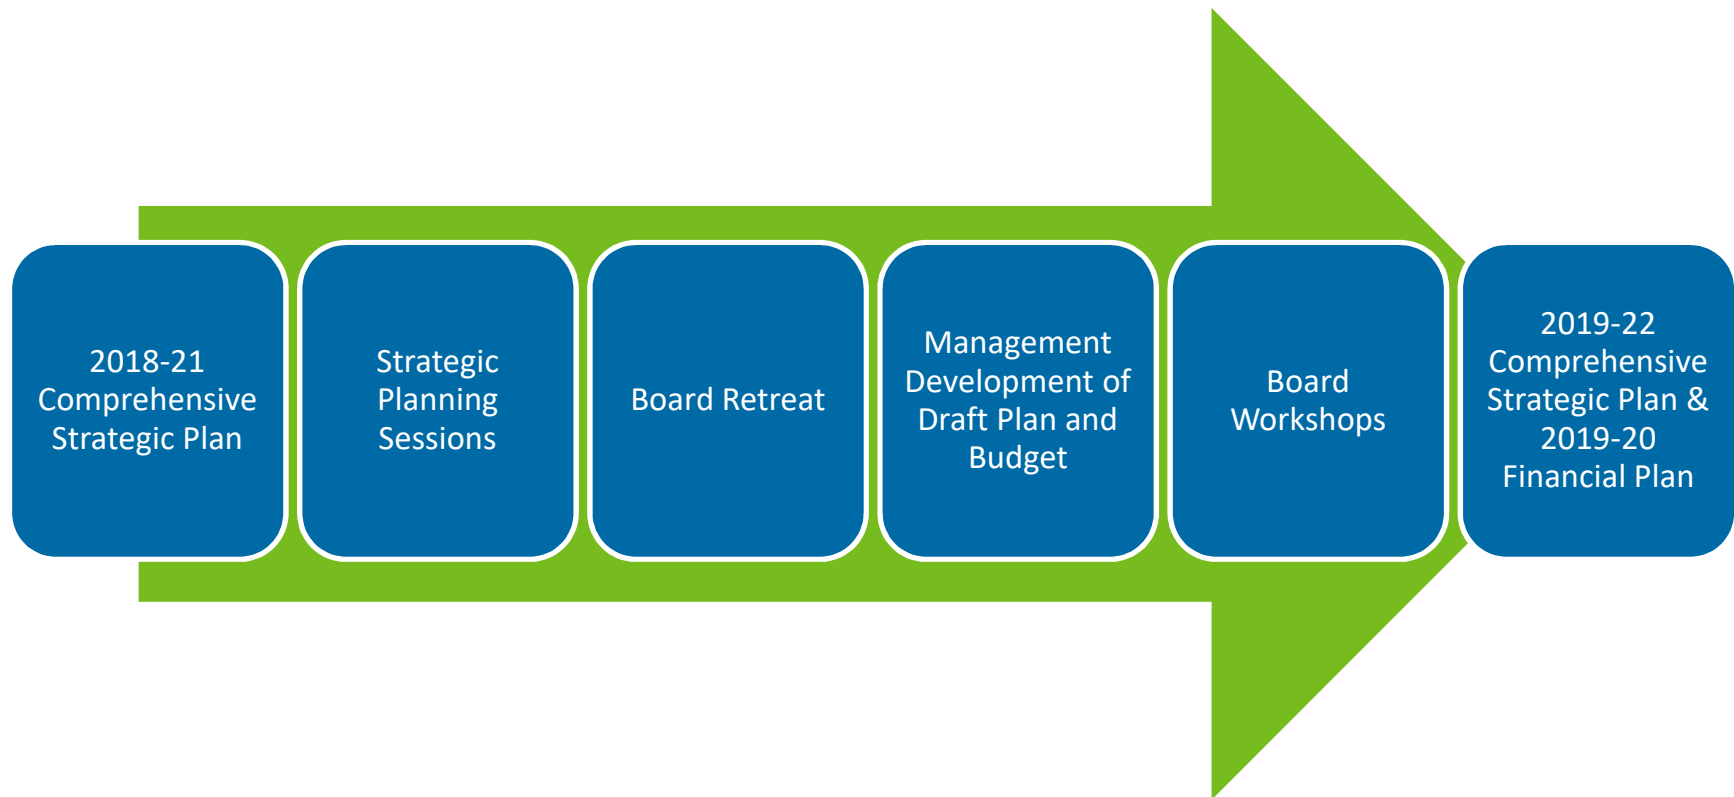 2018-21
Comprehensive
Strategic Plan
Strategic
Planning
Sessions
Board Retreat
Management
Development of
Draft Plan and
Budget
Board
Workshops
2019-22
Comprehensive
Strategic Plan &
2019-20
Financial Plan